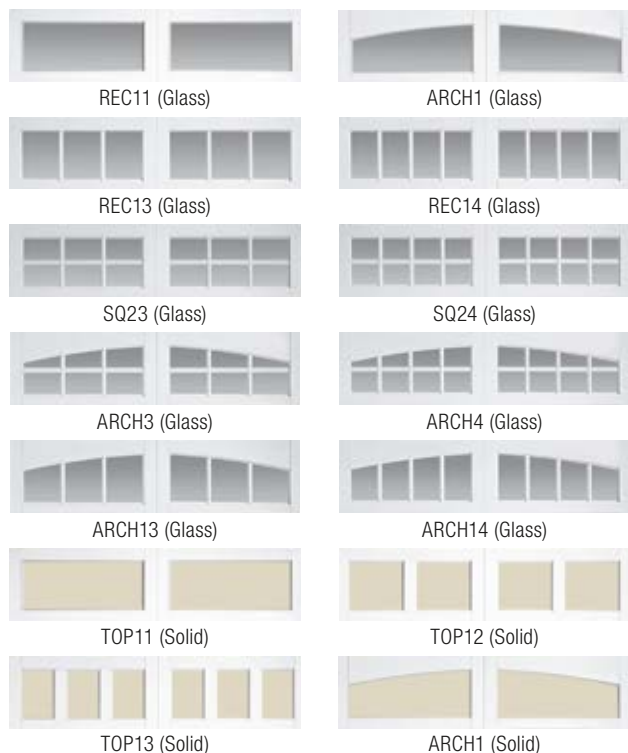 REC11 (Glass)
ARCH1 (Glass)
REC13 (Glass)
REC14 (Glass)
SQ23 (Glass)
SQ24 (Glass)
ARCH3 (Glass)
ARCH4 (Glass)
ARCH13 (Glass)
ARCH14 (Glass)
TOP11 (Solid)
TOP12 (Solid)
TOP13 (Solid)
ARCH1 (Solid)